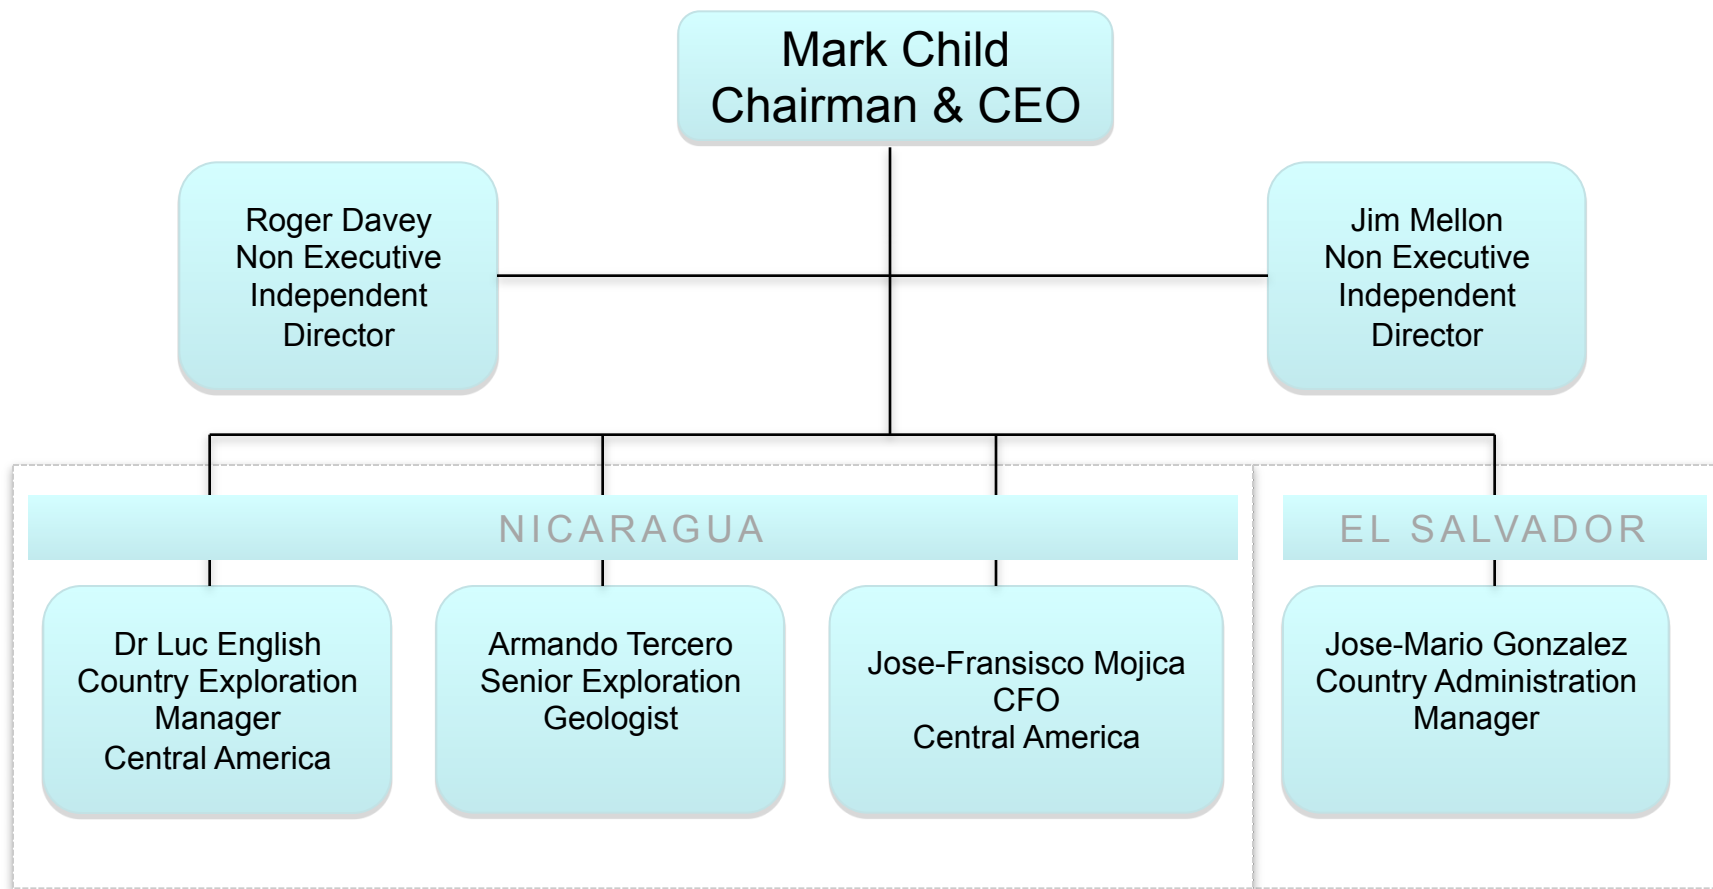 Mark Child
Chairman & CEO
Roger Davey
Non Executive
Independent
Director
Jim Mellon
Non Executive
Independent
Director
NICARAGUA
EL SALVADOR
Dr Luc English
Country Exploration
Manager
Central America
Armando Tercero
Senior Exploration
Geologist
Jose-Fransisco Mojica
CFO
Central America
Jose-Mario Gonzalez
Country Administration
Manager